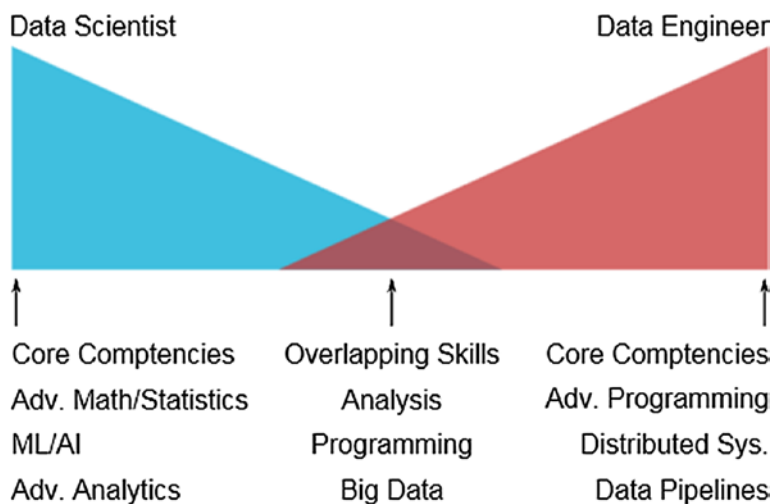 Data Scientist
Data Engineer
Core Comptencies
Overlapping Skills
Core Comptencies
Adv. Math/Statistics
Analysis
Adv. Programming
ML/AI
Programming
Distributed Sys.
Adv. Analytics
Big Data
Data Pipelines